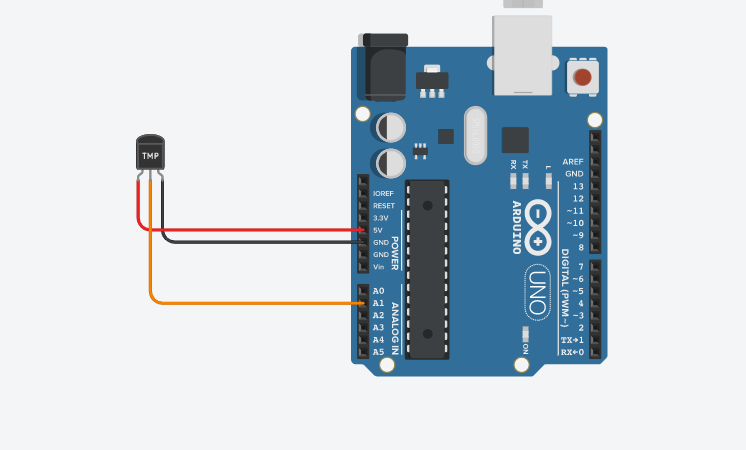 TMP
IOREF
RESET
3.3V
5V
GND
GND
Vin
POWER
A0
A1
A2
A3
A4
A5
ANALOG IN
RX
TX
L
ARDUINO
UNO
ON
AREF
GND
13
12
~11
~10
~9
8
7
~6
~5
4
~3
2
TX→1
RX←0
DIGITAL (PWM~)